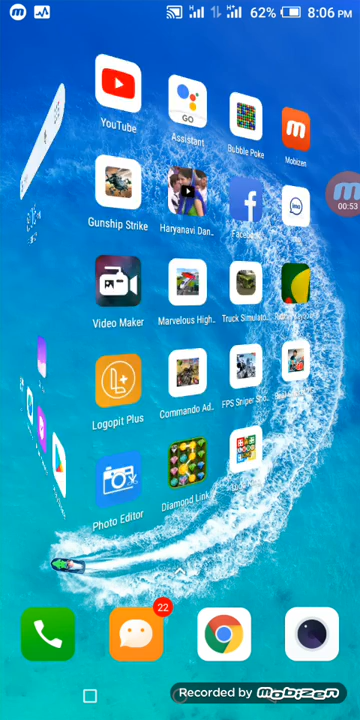 62% 8:06 PM
YouTube
Assistant
Bubble Poke
Mobizen
00:53
Gunship Strike
Haryanavi Dan..
Video Maker
Marvelous High..
Truck Simulato..
Logopit Plus
Commando Ad..
FPS Sniper Sho..
Photo Editor
Diamond Link
22
Recorded by mobizen